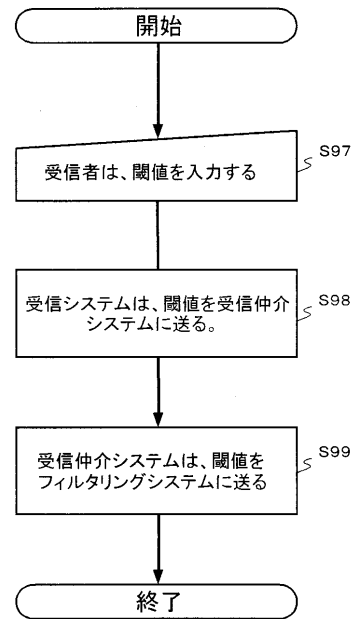 開始
受信者は、閾値を入力する
S97
受信システムは、閾値を受信仲介
システムに送る。
S98
受信仲介システムは、閾値を
フィルタリングシステムに送る
S99
終了